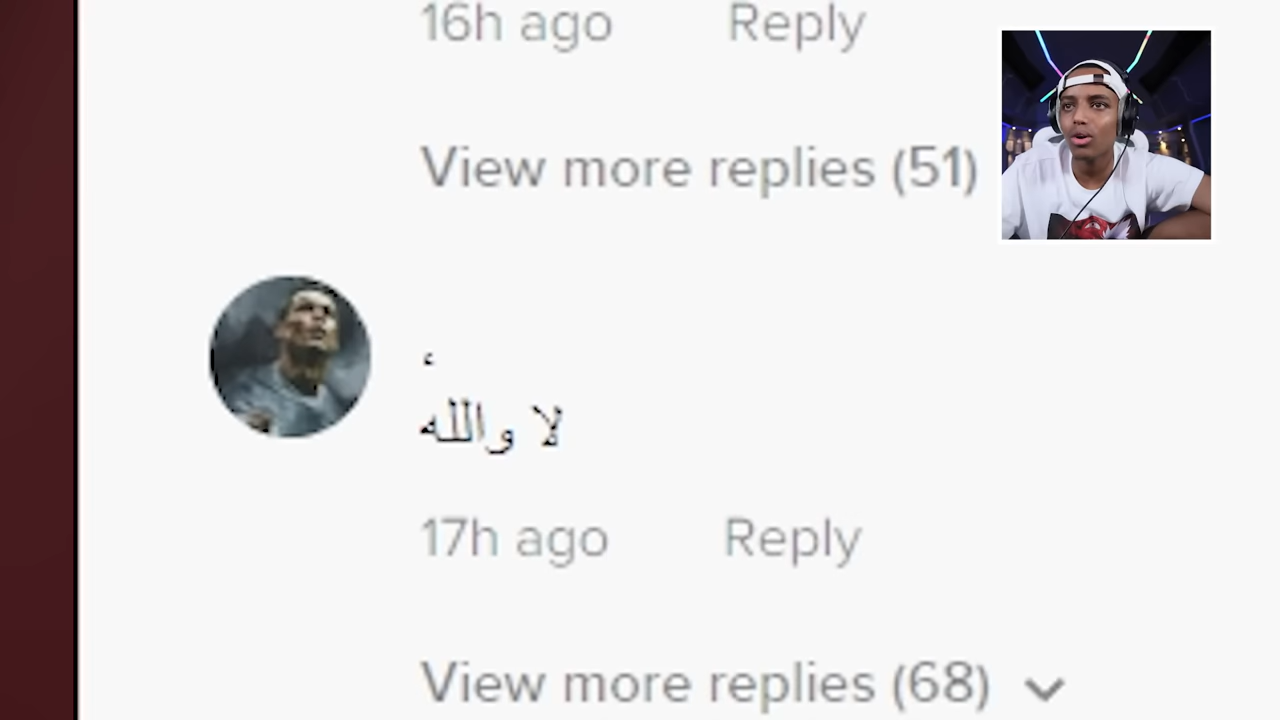 16h ago Reply
View more replies (51)
ء
لا والله
17h ago Reply
View more replies (68)